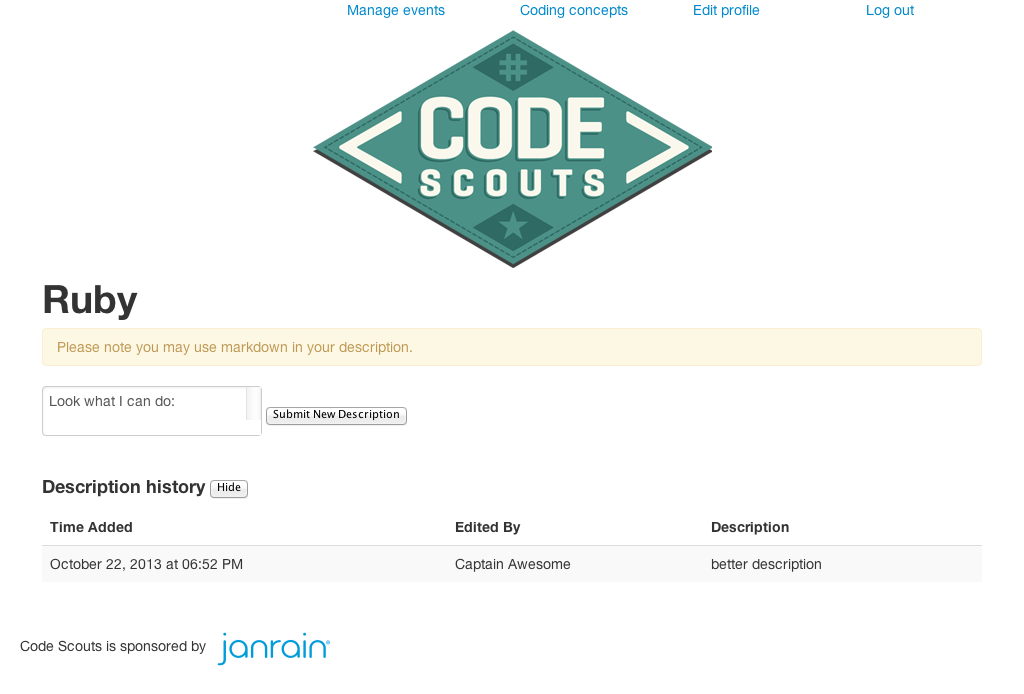 Manage events Coding concepts Edit profile Log out
#
< CODE >
SCOUTS
Ruby
Please note you may use markdown in your description.
Look what I can do:
Submit New Description
Description history Hide
Time Added Edited By Description
October 22, 2013 at 06:52 PM Captain Awesome better description
Code Scouts is sponsored by janrain®